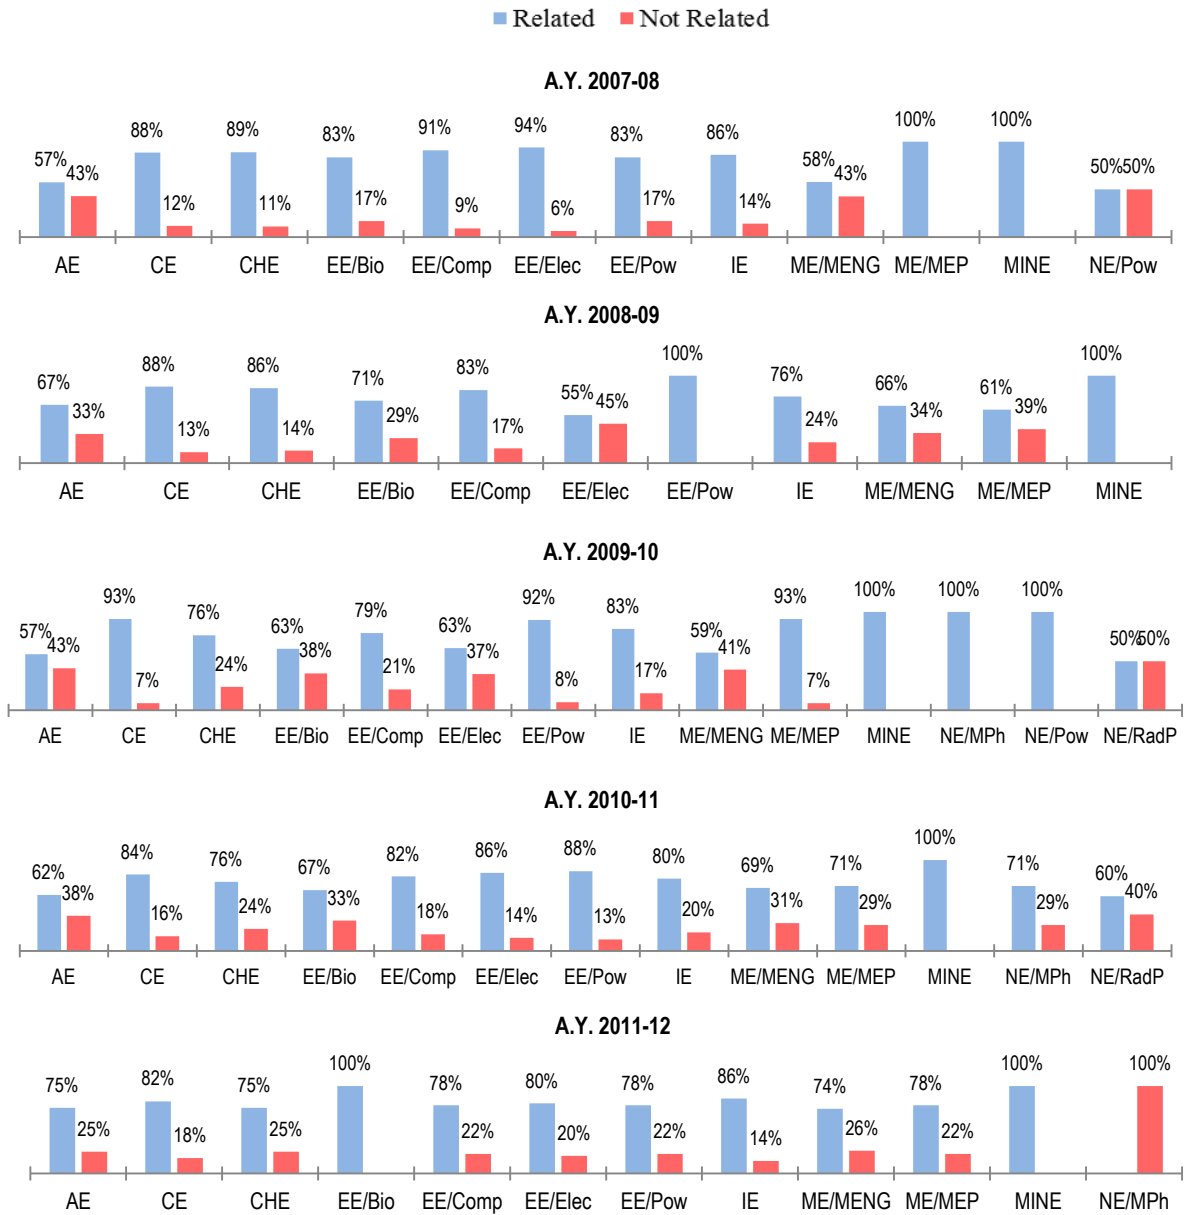 Related Not Related
A.Y. 2007-08
57% 43% 88% 12% 89% 11% 83% 17% 91% 9% 94% 6% 83% 17% 86% 14% 58% 43% 100% 100% 50% 50%
AE CE CHE EE/Bio EE/Comp EE/Elec EE/Pow IE ME/MENG ME/MEP MINE NE/Pow
A.Y. 2008-09
67% 33% 88% 13% 86% 14% 71% 29% 83% 17% 55% 45% 100% 76% 24% 66% 34% 61% 39% 100%
AE CE CHE EE/Bio EE/Comp EE/Elec EE/Pow IE ME/MENG ME/MEP MINE
A.Y. 2009-10
57% 43% 93% 7% 76% 24% 63% 38% 79% 21% 63% 37% 92% 8% 83% 17% 59% 41% 93% 7% 100% 100% 100% 50% 50%
AE CE CHE EE/Bio EE/Comp EE/Elec EE/Pow IE ME/MENG ME/MEP MINE NE/MPh NE/Pow NE/RadP
A.Y. 2010-11
62% 38% 84% 16% 76% 24% 67% 33% 82% 18% 86% 14% 88% 13% 80% 20% 69% 31% 71% 29% 100% 71% 29% 60% 40%
AE CE CHE EE/Bio EE/Comp EE/Elec EE/Pow IE ME/MENG ME/MEP MINE NE/MPh NE/RadP
A.Y. 2011-12
75% 25% 82% 18% 75% 25% 100% 78% 22% 80% 20% 78% 22% 86% 14% 74% 26% 78% 22% 100% 100%
AE CE CHE EE/Bio EE/Comp EE/Elec EE/Pow IE ME/MENG ME/MEP MINE NE/MPh